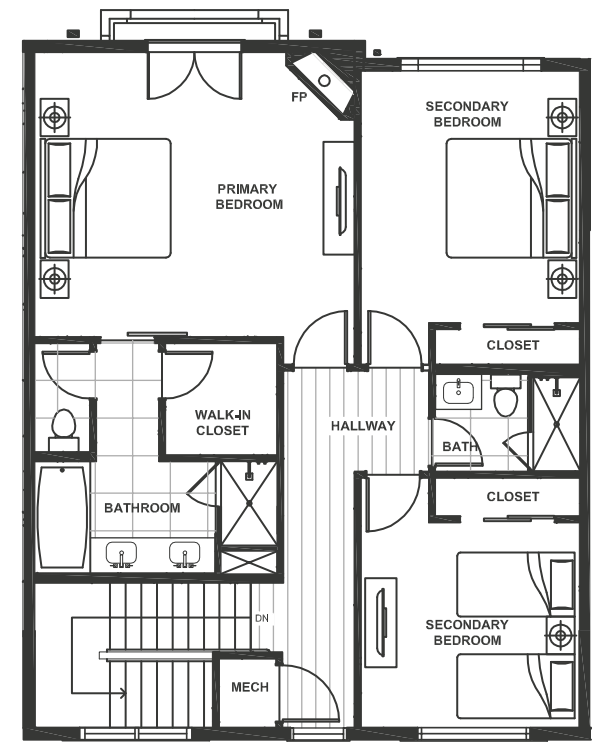 FP
SECONDARY
BEDROOM
PRIMARY
BEDROOM
CLOSET
WALK-IN
CLOSET
HALLWAY
BATH
CLOSET
BATHROOM
DN
SECONDARY
BEDROOM
MECH